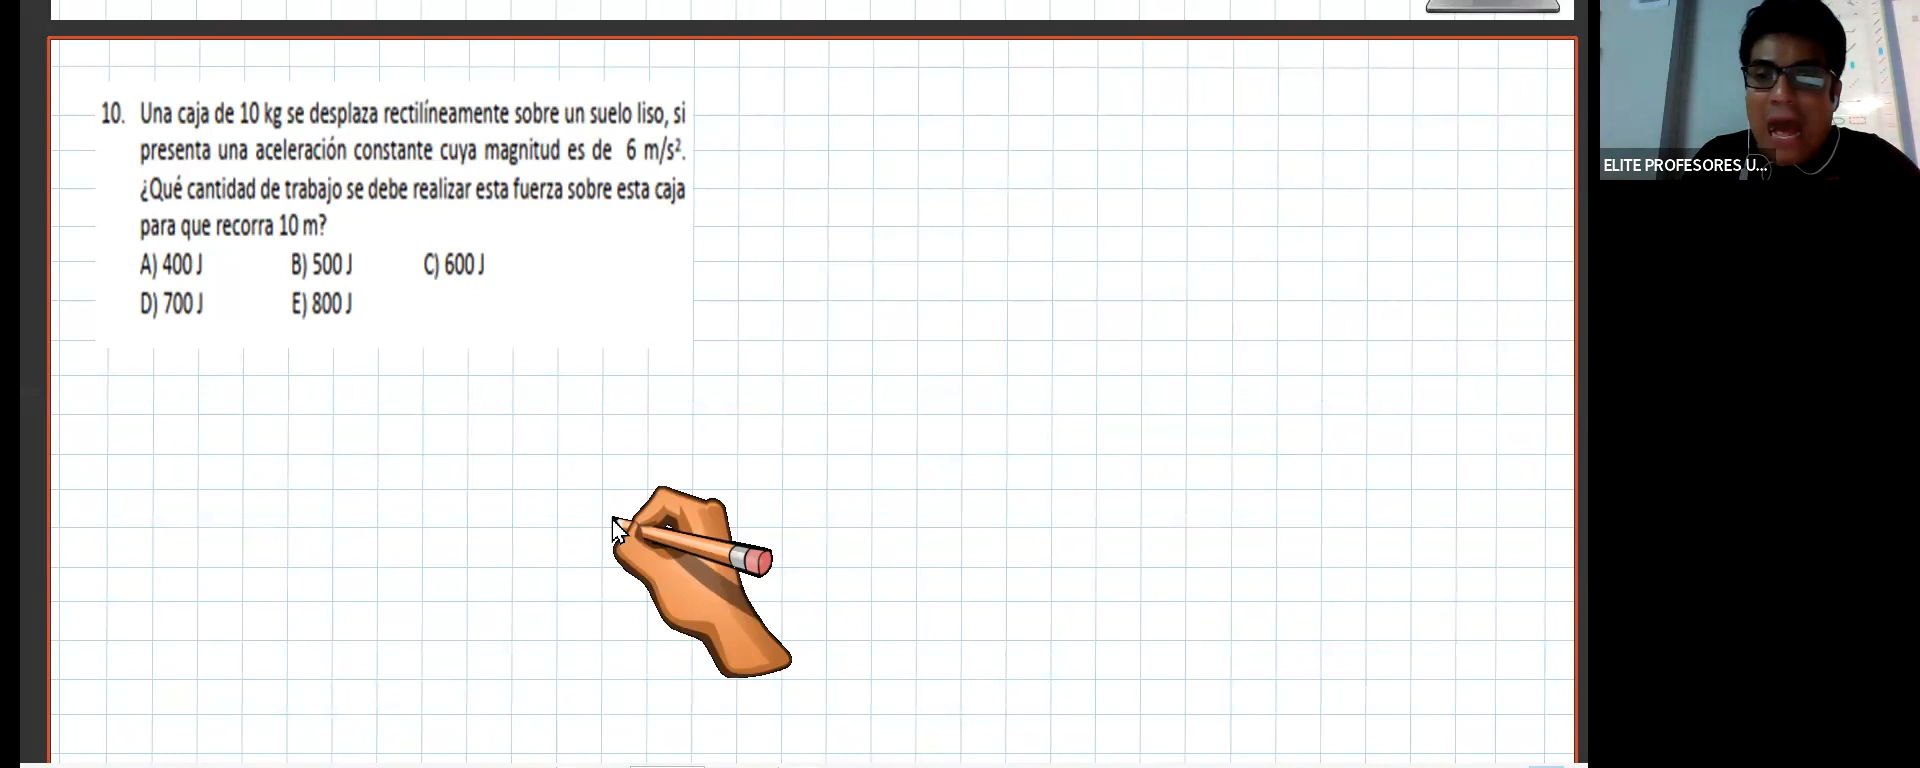 10. Una caja de 10 kg se desplaza rectilíneamente sobre un suelo liso, si
presenta una aceleración constante cuya magnitud es de 6 m/s².
¿Qué cantidad de trabajo se debe realizar esta fuerza sobre esta caja
para que recorra 10 m?
A) 400 J B) 500 J C) 600 J
D) 700 J E) 800 J
ELITE PROFESORES U...